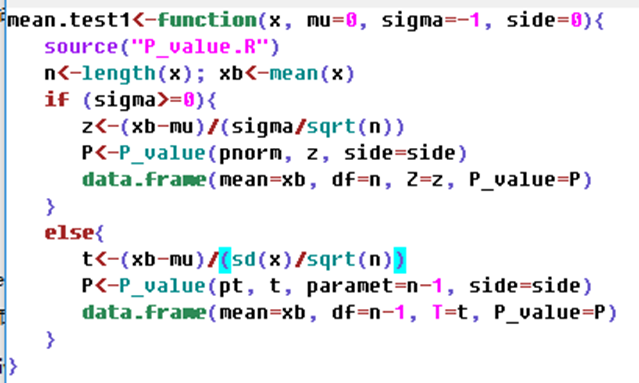 mean.test1<-function(x, mu=0, sigma=-1, side=0){
   source("P_value.R")
   n<-length(x); xb<-mean(x)
   if (sigma>=0){
      z<-(xb-mu)/(sigma/sqrt(n))
      P<-P_value(pnorm, z, side=side)
      data.frame(mean=xb, df=n, Z=z, P_value=P)
   }
   else{
      t<-(xb-mu)/(sd(x)/sqrt(n))
      P<-P_value(pt, t, paramet=n-1, side=side)
      data.frame(mean=xb, df=n-1, T=t, P_value=P)
   }
}